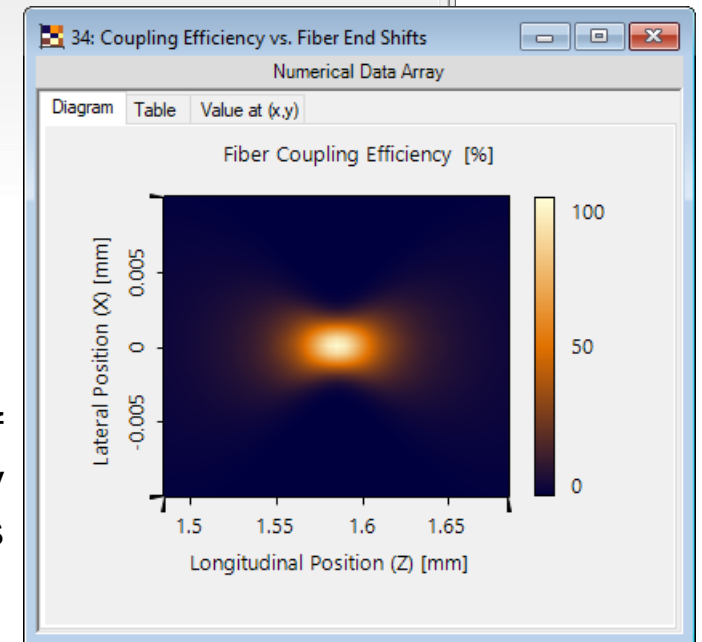 34: Coupling Efficiency vs. Fiber End Shifts
Numerical Data Array
Diagram Table Value at (x,y)
Fiber Coupling Efficiency [%]
Lateral Position (X) [mm]
0.005
0
-0.005
100
50
0
1.5 1.55 1.6 1.65
Longitudinal Position (Z) [mm]